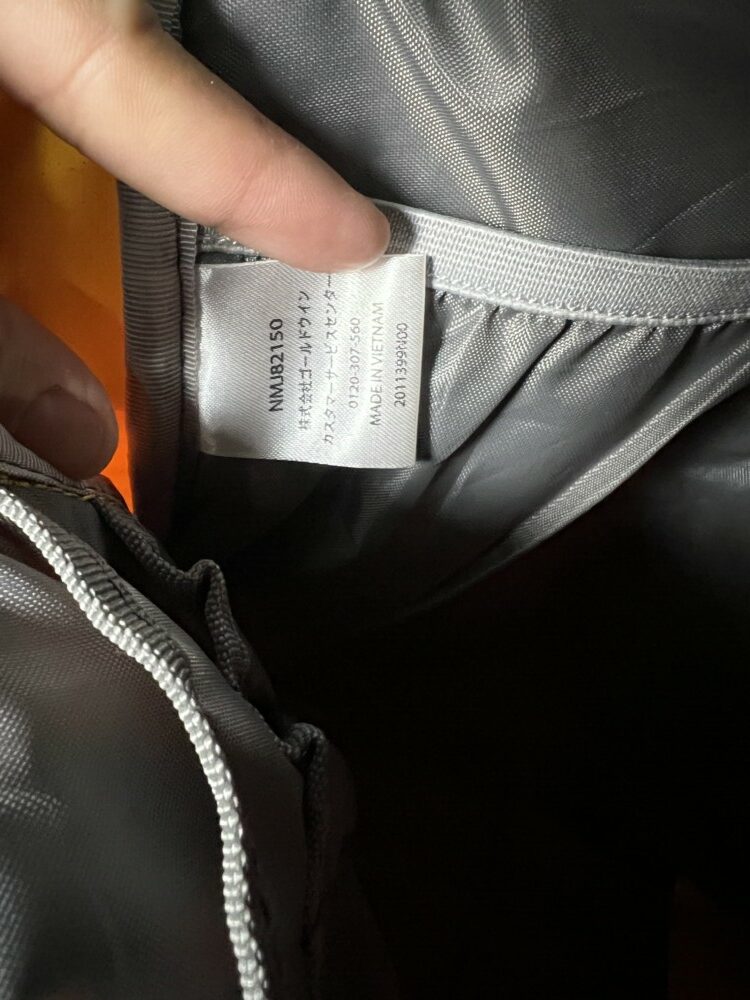 NMJ82150
株式会社ゴールドウイン
カスタマーサービスセンター
0120-307-560
MADE IN VIETNAM
2011399N00